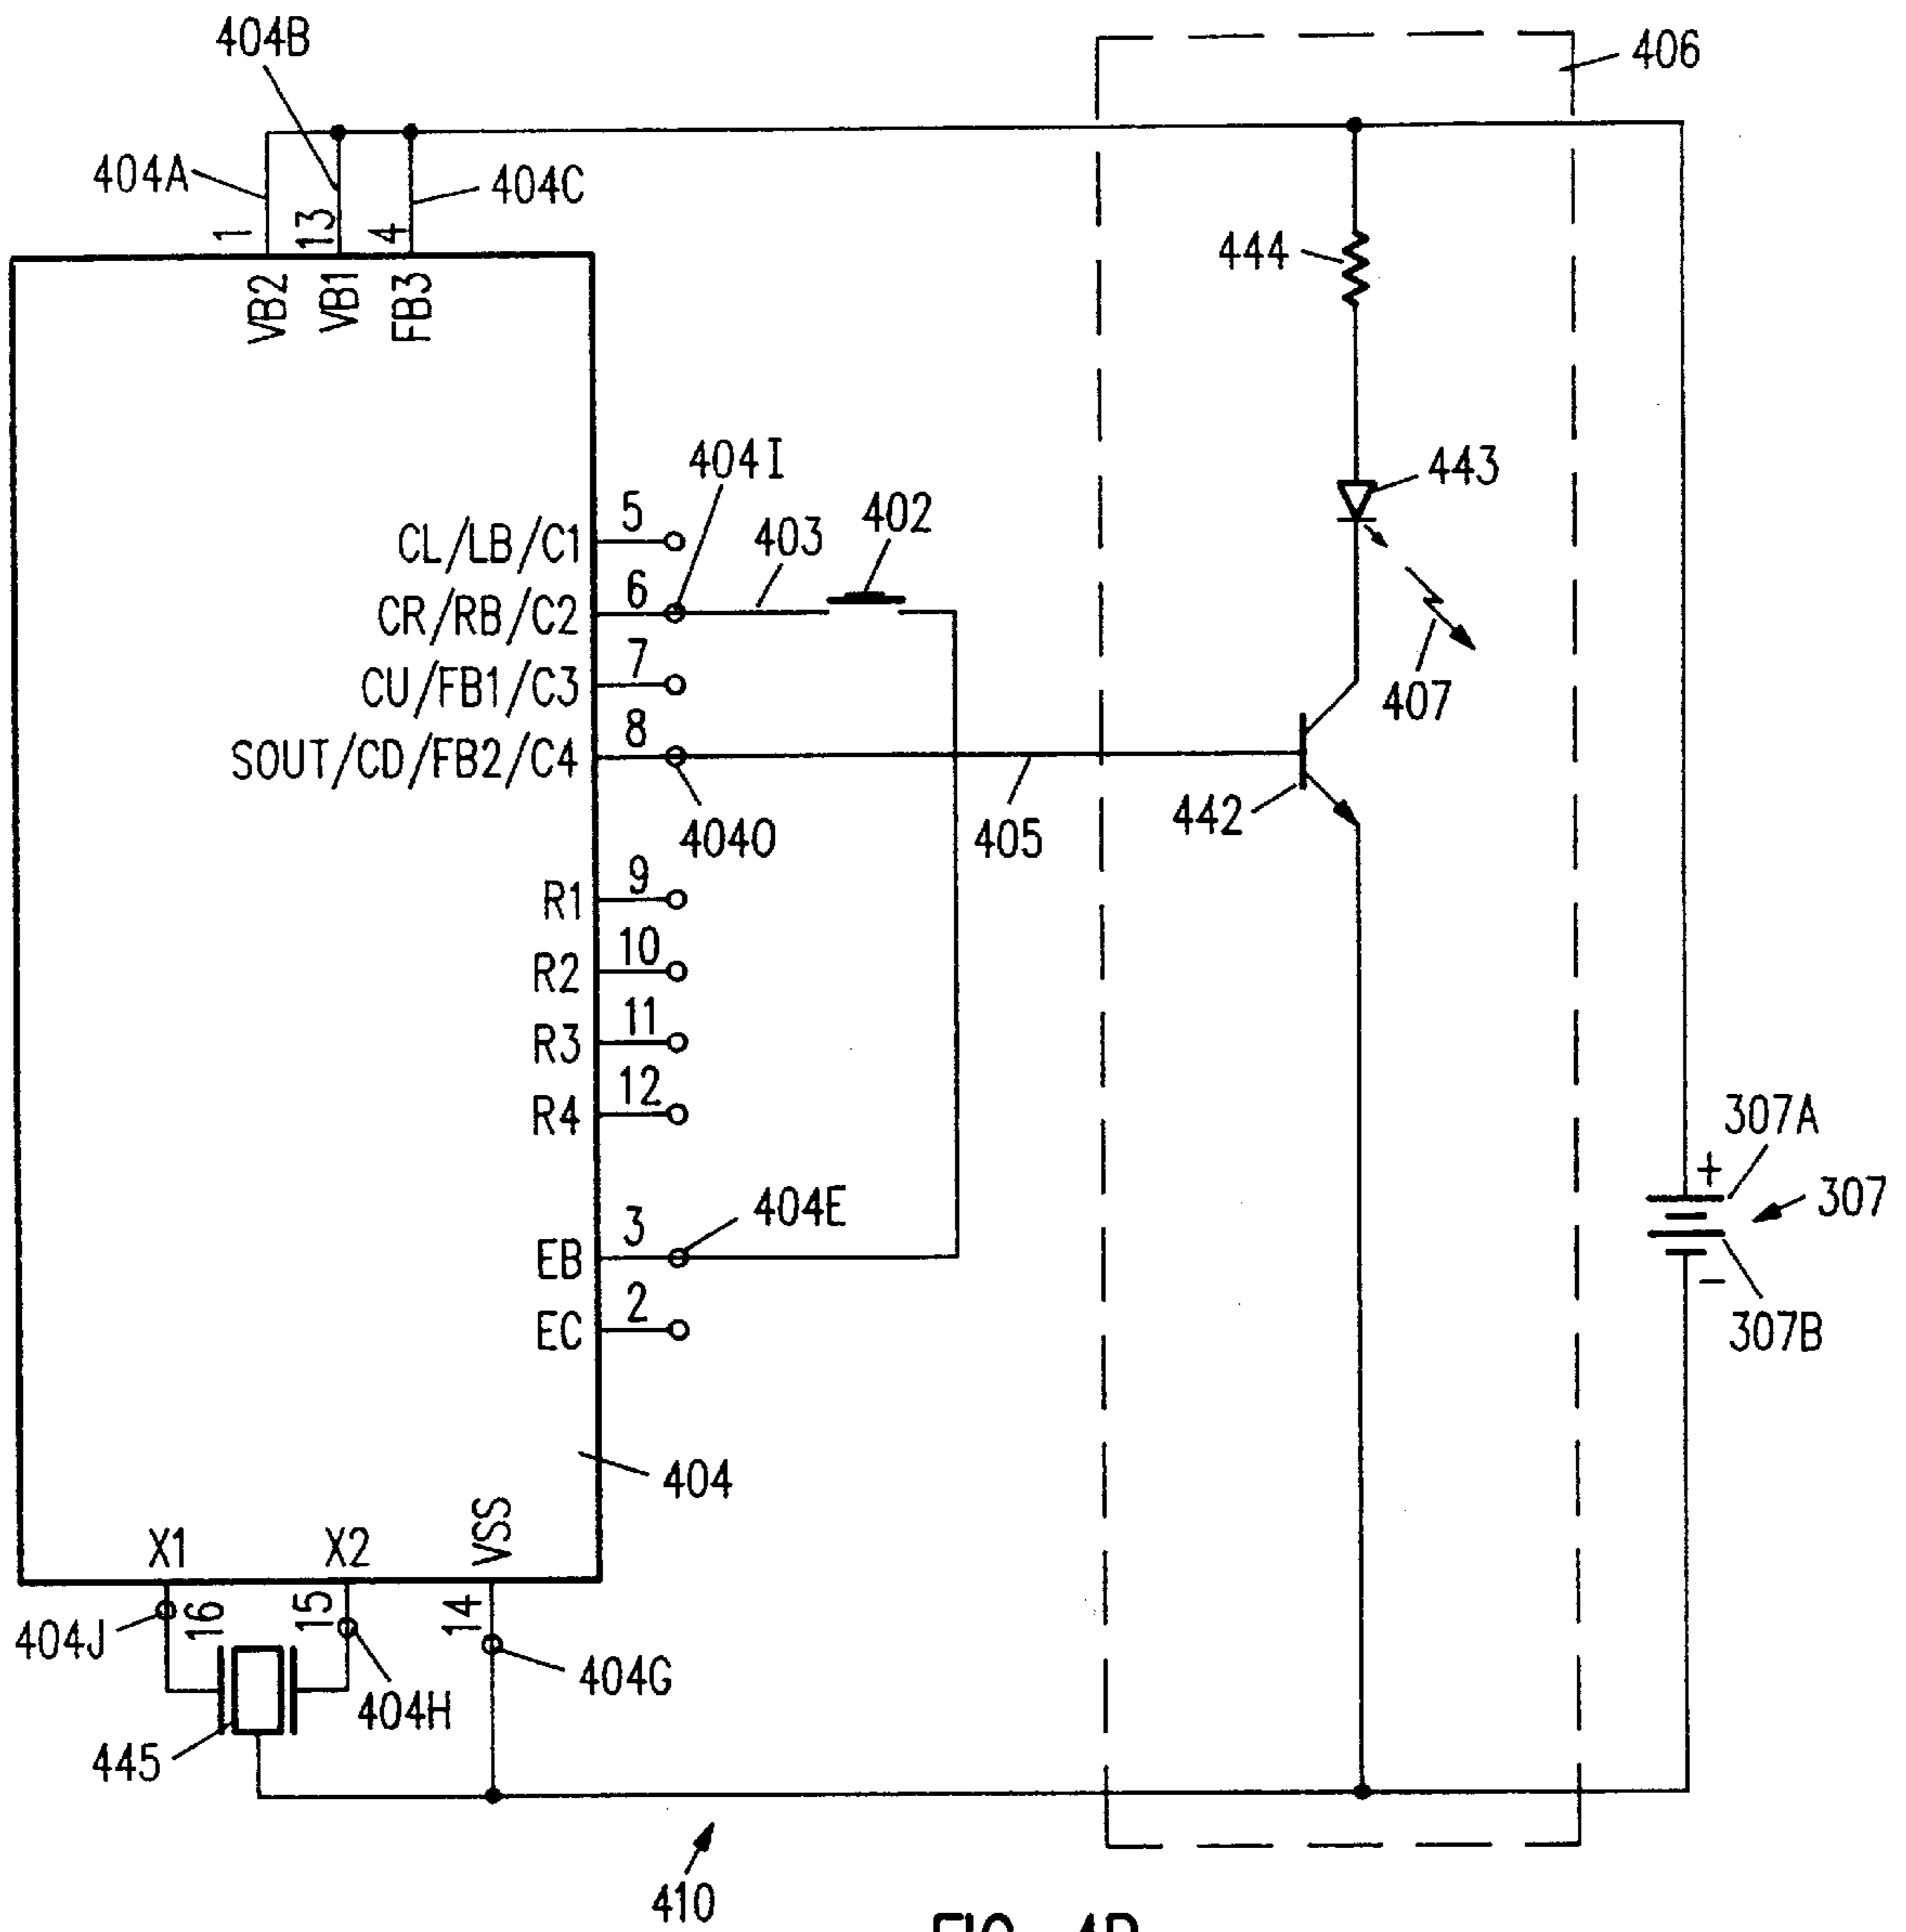 404B
406
404A
404C
1
13
4
VB2
VB1
FB3
444
443
404I
403
402
5
CL/LB/C1
6
CR/RB/C2
7
CU/FB1/C3
407
8
SOUT/CD/FB2/C4
442
404O
405
9
R1
10
R2
11
R3
12
R4
307A
+
307
404E
3
EB
2
EC
−
307B
404
X1
X2
VSS
16
15
14
404J
404H
404G
445
410